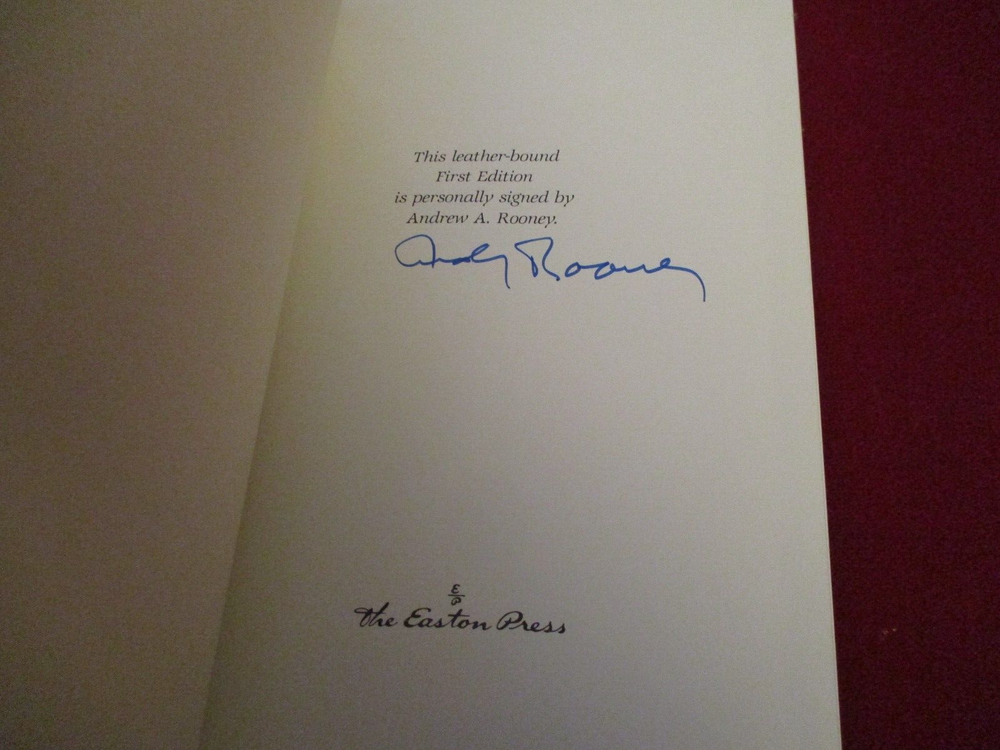 This leather-bound
First Edition
is personally signed by
Andrew A. Rooney.
Andy Rooney
E
P
The Easton Press